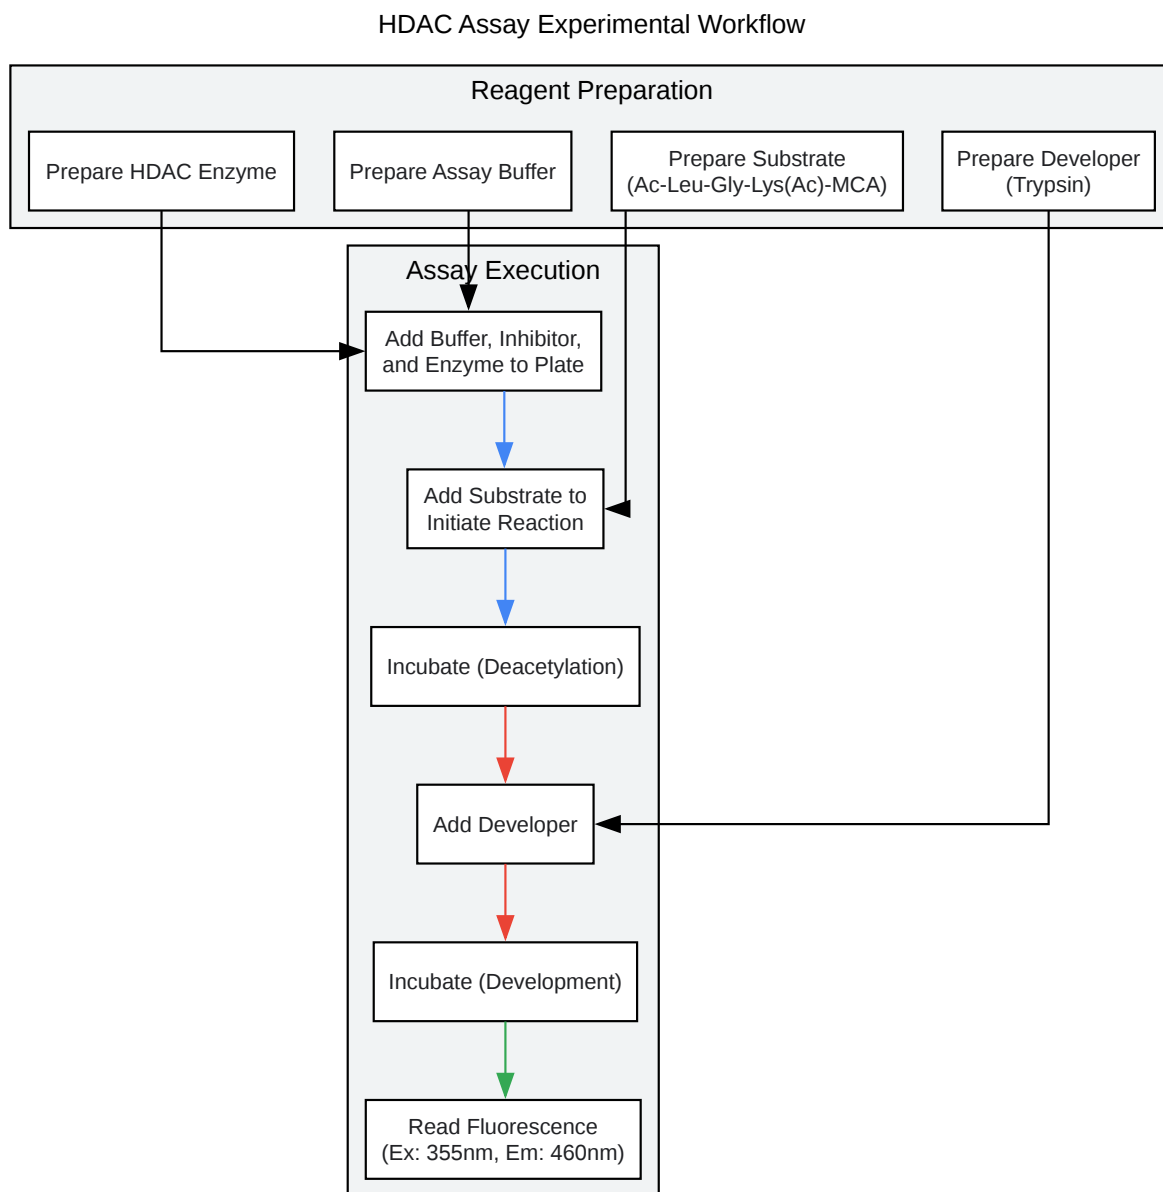 HDAC Assay Experimental Workflow
Reagent Preparation
Prepare HDAC Enzyme
Prepare Assay Buffer
Prepare Substrate
(Ac-Leu-Gly-Lys(Ac)-MCA)
Prepare Developer
(Trypsin)
Assay Execution
Add Buffer, Inhibitor,
and Enzyme to Plate
Add Substrate to
Initiate Reaction
Incubate (Deacetylation)
Add Developer
Incubate (Development)
Read Fluorescence
(Ex: 355nm, Em: 460nm)